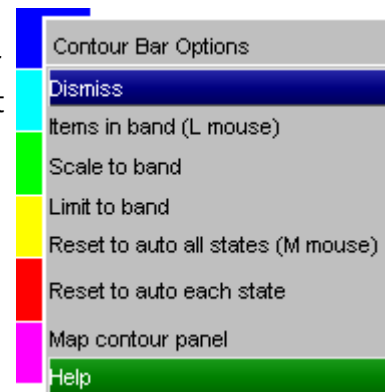 Contour Bar Options
Dismiss
Items in band (L mouse)
Scale to band
Limit to band
Reset to auto all states (M mouse)
Reset to auto each state
Map contour panel
Help